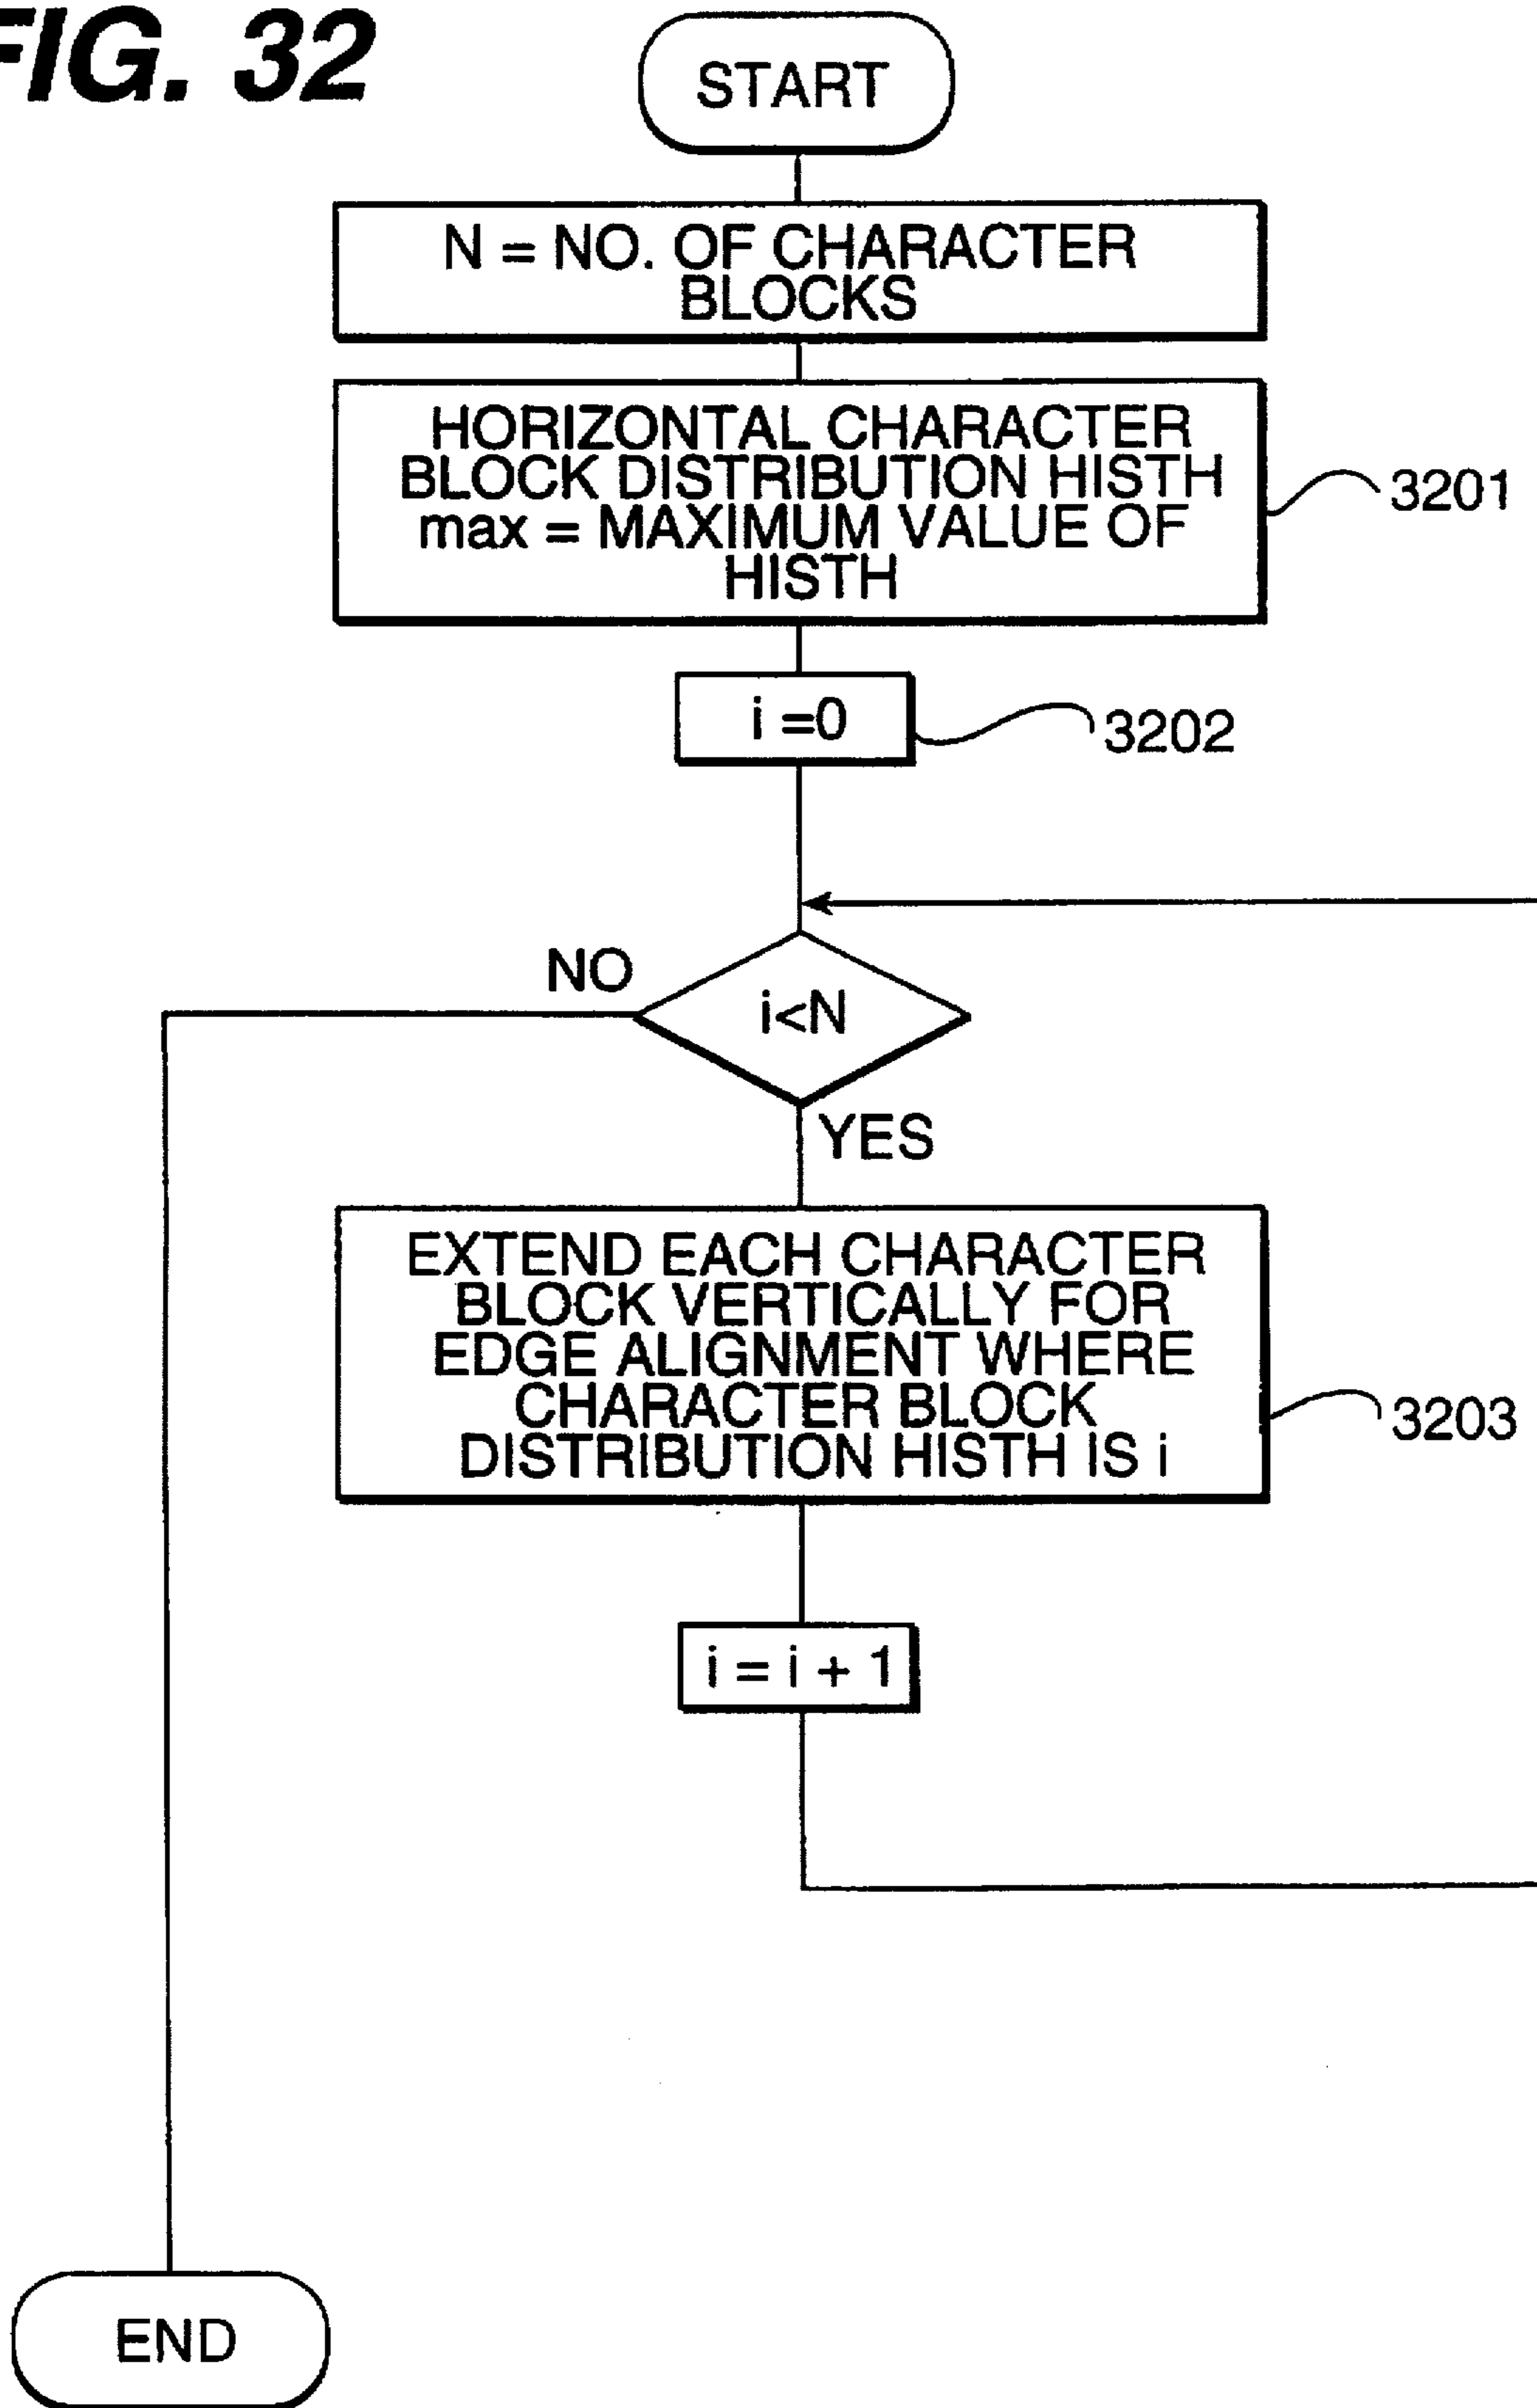 FIG. 32
START
N = NO. OF CHARACTER
BLOCKS
HORIZONTAL CHARACTER
BLOCK DISTRIBUTION HISTH
max = MAXIMUM VALUE OF
HISTH
3201
i =0
3202
NO
i<N
YES
EXTEND EACH CHARACTER
BLOCK VERTICALLY FOR
EDGE ALIGNMENT WHERE
CHARACTER BLOCK
DISTRIBUTION HISTH IS i
3203
i = i + 1
END